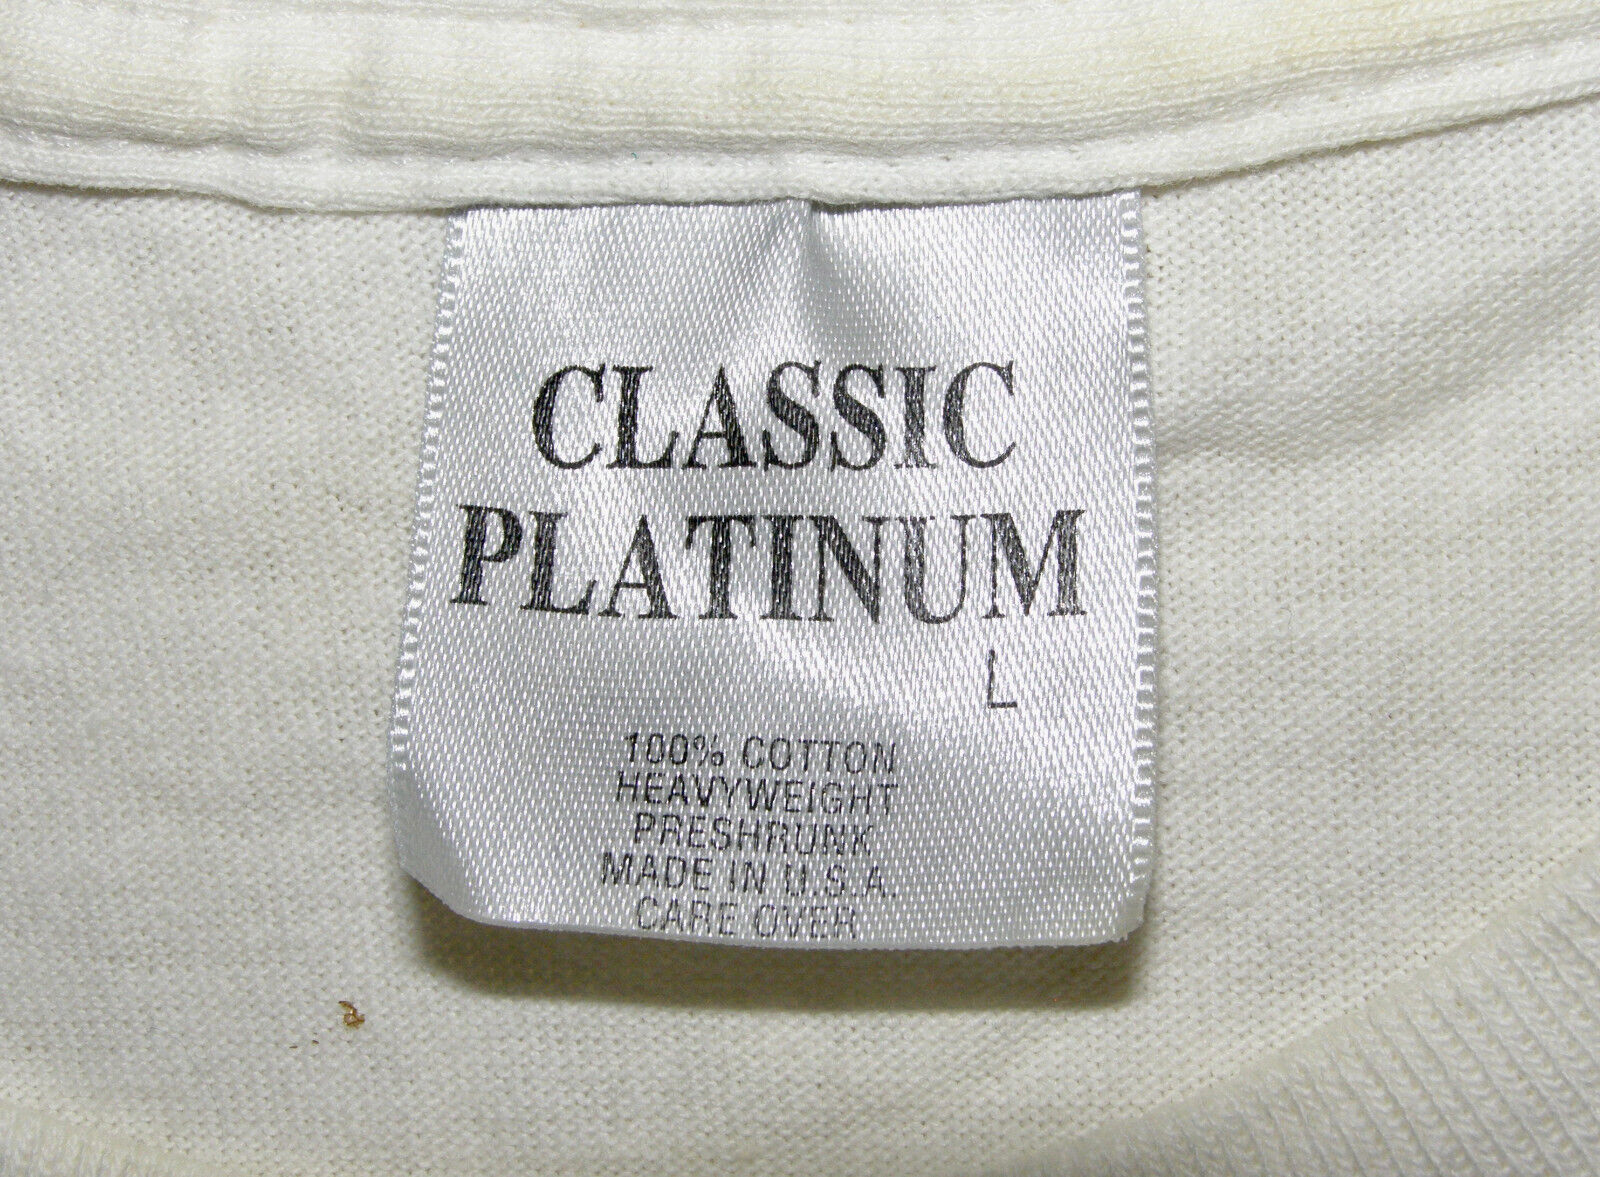 CLASSIC
PLATINUM
L
100% COTTON
HEAVYWEIGHT
PRESHRUNK
MADE IN U.S.A.
CARE OVER